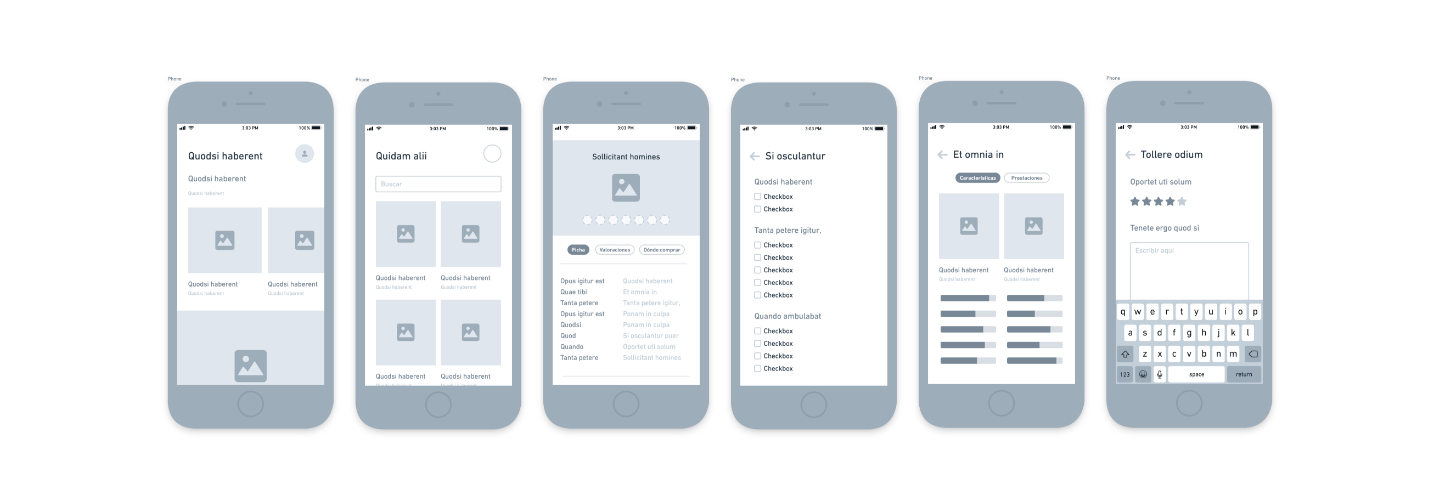 Phone
3:03 PM
100%
Quodsi haberent
Quodsi haberent
Quodsi haberent
Quodsi haberent
Quodsi haberent
Quodsi haberent
Quodsi haberent
Phone
3:03 PM
100%
Quidam alii
Buscar
Quodsi haberent
Quodsi haberent
Quodsi haberent
Quodsi haberent
Quodsi haberent
Quodsi haberent
Quodsi haberent
Quodsi haberent
Phone
3:03 PM
100%
Sollicitant homines
Ficha
Valoraciones
Dónde comprar
Opus igitur est Quodsi haberent
Quae tibi Et omnia in
Tanta petere Tanta petere igitur,
Opus igitur est Ponam in culpa
Quodsi Ponam in culpa
Quod Si osculantur puer
Quando Oportet uti solum
Tanta petere Sollicitant homines
Phone
3:03 PM
100%
Si osculantur
Quodsi haberent
Checkbox
Checkbox
Tanta petere igitur,
Checkbox
Checkbox
Checkbox
Checkbox
Checkbox
Quando ambulabat
Checkbox
Checkbox
Checkbox
Checkbox
Phone
3:03 PM
100%
Et omnia in
Características
Prestaciones
Quodsi haberent
Quodsi haberent
Quodsi haberent
Quodsi haberent
Phone
3:03 PM
100%
Tollere odium
Oportet uti solum
Tenete ergo quod si
Escribir aquí
q w e r t y u i o p
a s d f g h j k l
z x c v b n m
123 space return